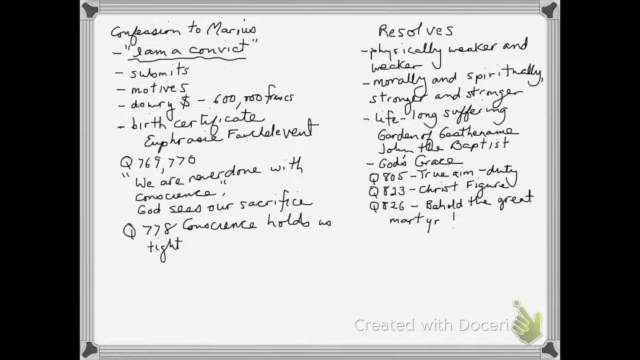 Confession to Marius
- "I am a convict"
- submits
- motives
- dowry $ - 600,000 francs
- birth certificate
Euphrasie Fauchelevent
Q 769, 770
"We are never done with
conscience."
God sees our sacrifice
Q 778 Conscience holds us
tight
Resolves
- physically weaker and
weaker
- morally and spiritually,
stronger and stronger
- life - long suffering
Garden of Gesthename
John the Baptist
- God's Grace
Q 805 - True aim - duty
Q 823 - Christ Figure
Q 826 - Behold the great
martyr !
Created with Doceri